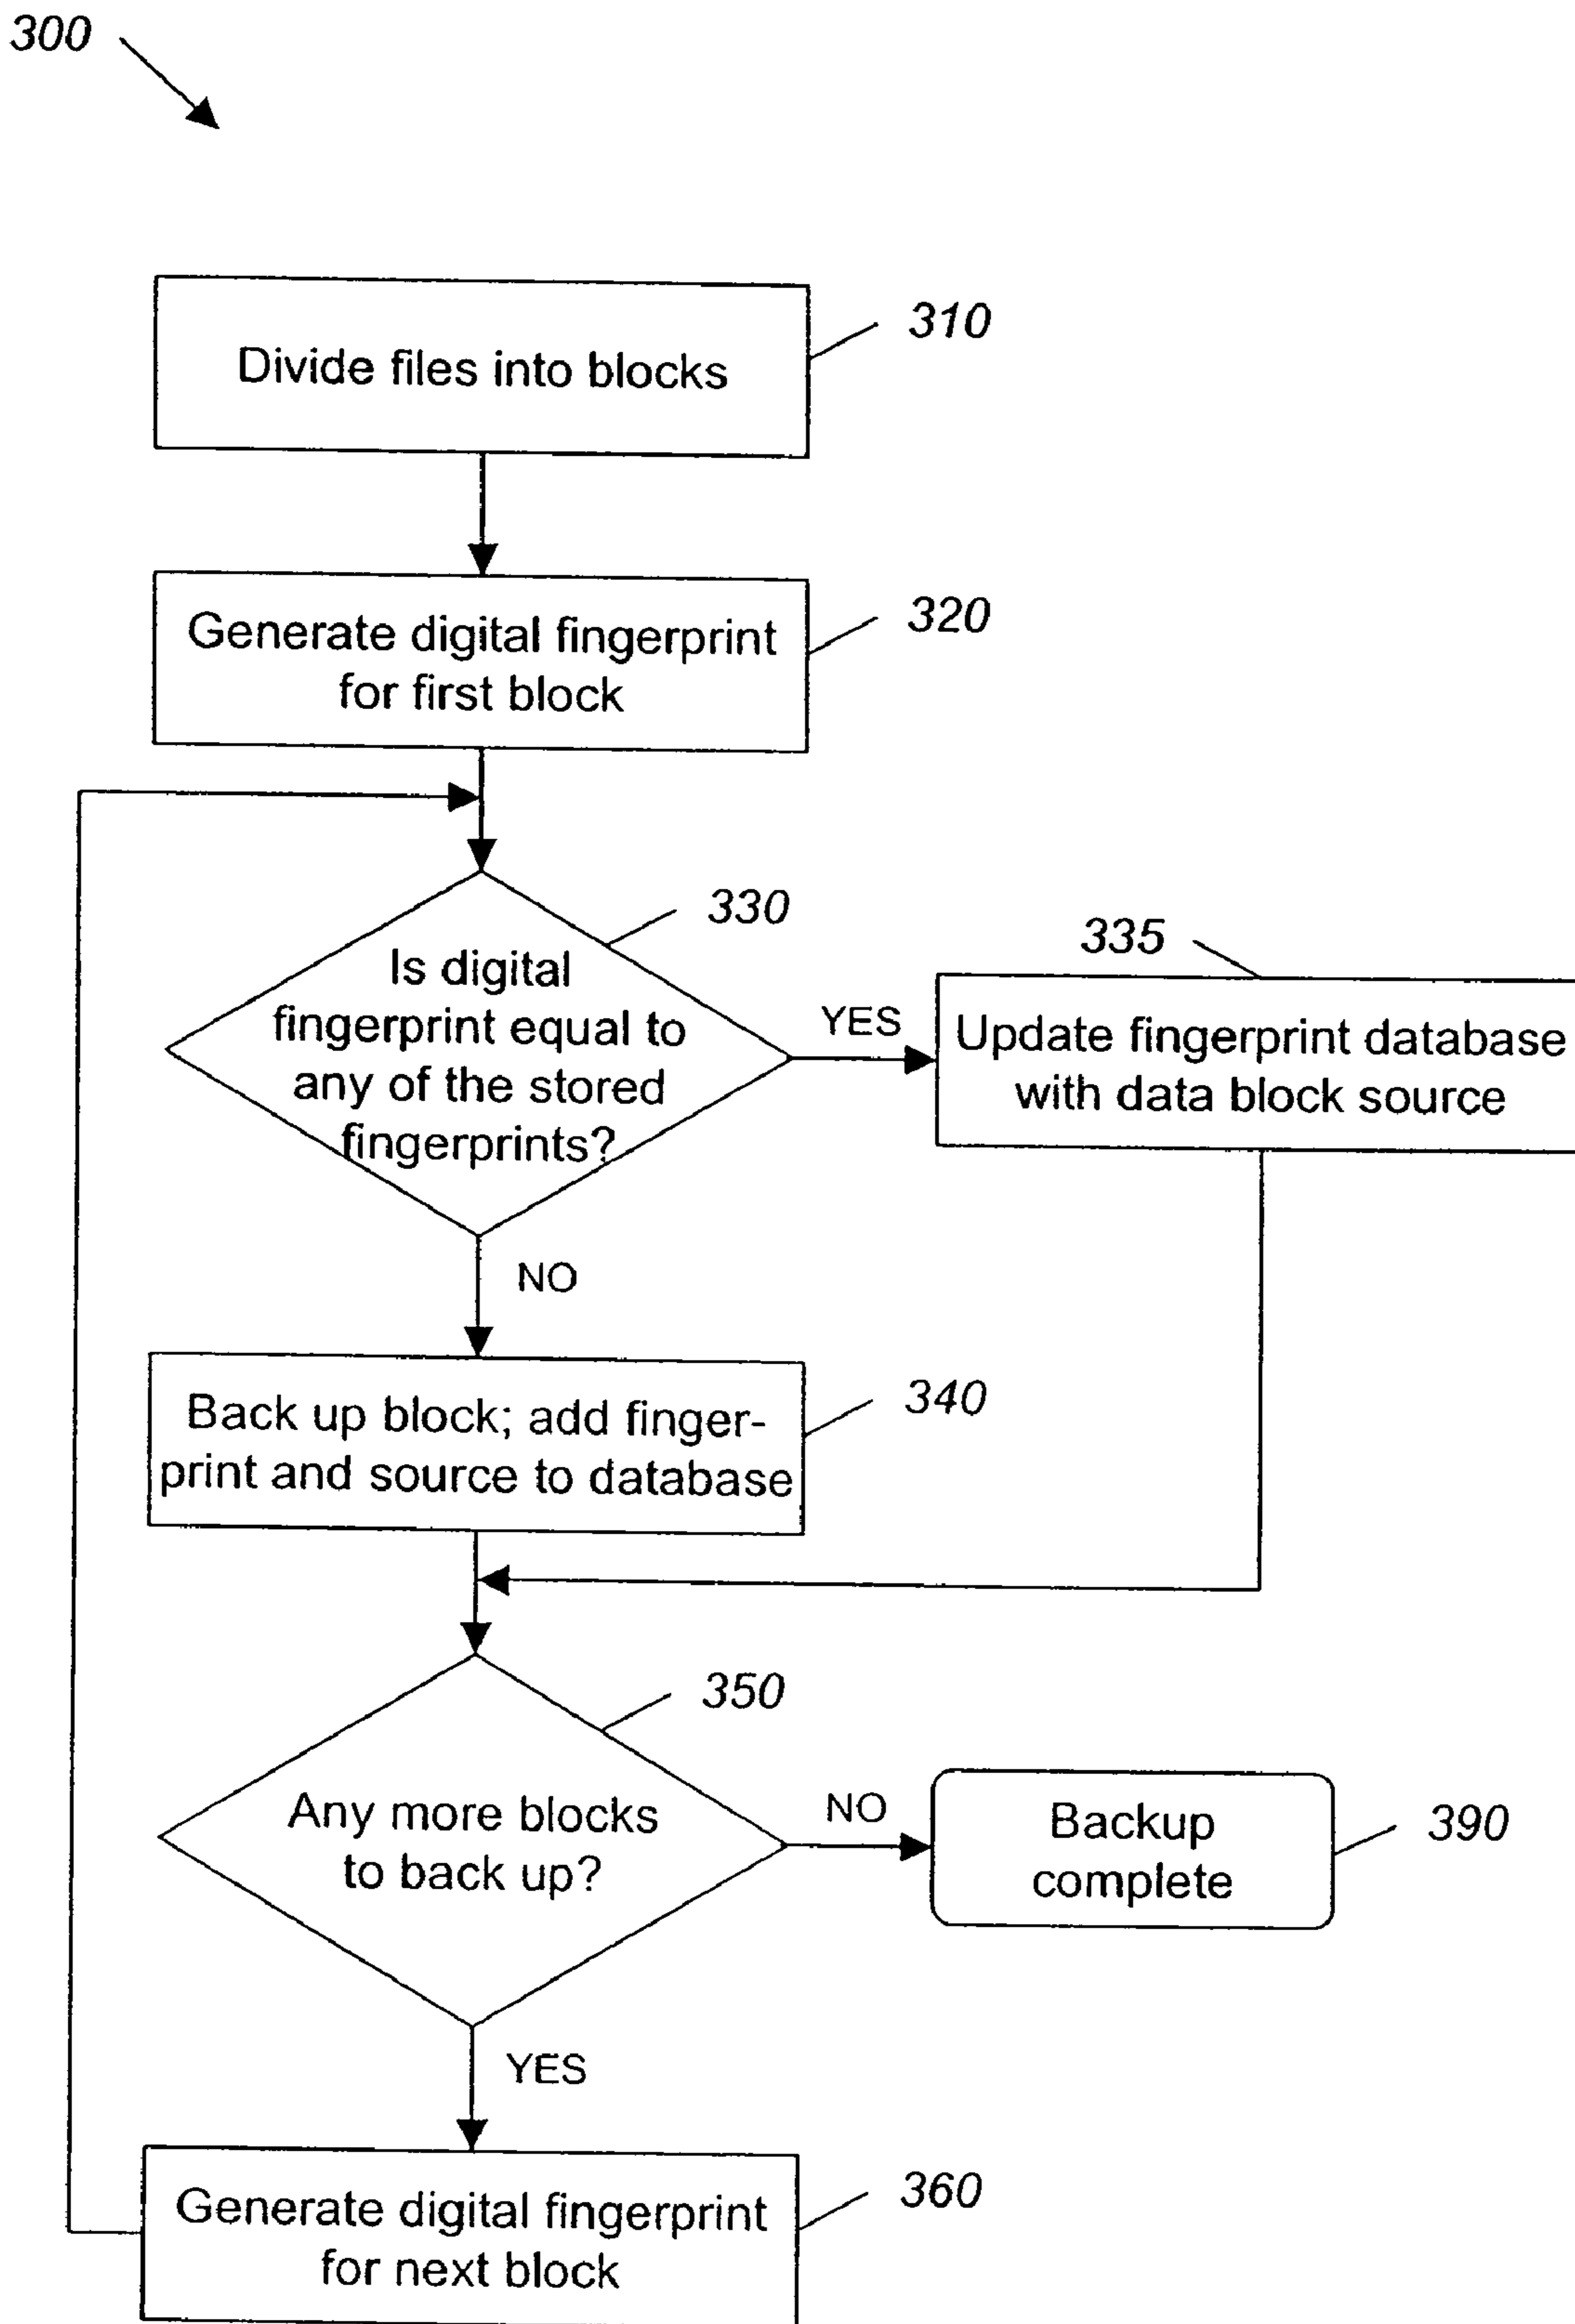 300
310
Divide files into blocks
320
Generate digital fingerprint
for first block
330
Is digital
fingerprint equal to
any of the stored
fingerprints?
YES
335
Update fingerprint database
with data block source
NO
340
Back up block; add finger-
print and source to database
350
Any more blocks
to back up?
NO
Backup
complete
390
YES
360
Generate digital fingerprint
for next block